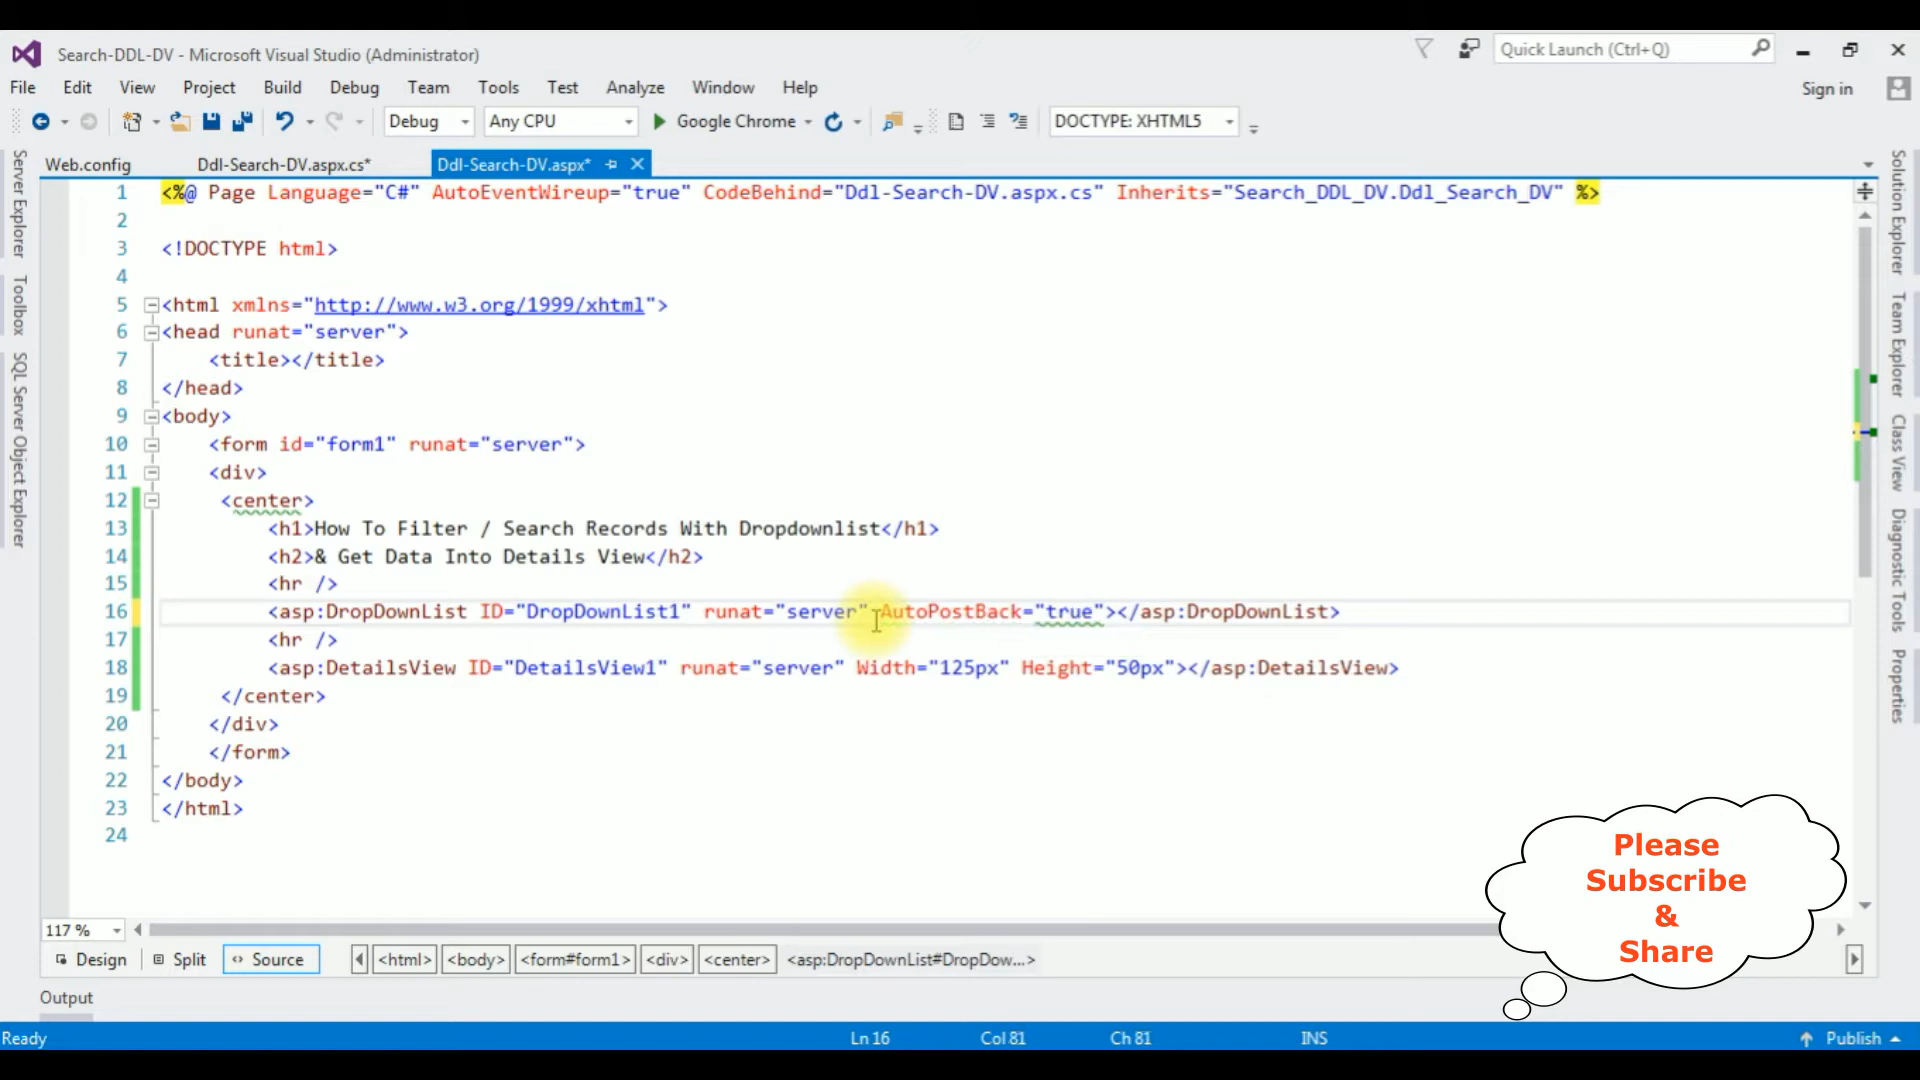 Search-DDL-DV - Microsoft Visual Studio (Administrator)
Quick Launch (Ctrl+Q)
File Edit View Project Build Debug Team Tools Test Analyze Window Help
Sign in
Debug Any CPU Google Chrome DOCTYPE: XHTML5
Web.config Ddl-Search-DV.aspx.cs* Ddl-Search-DV.aspx*
1 <%@ Page Language="C#" AutoEventWireup="true" CodeBehind="Ddl-Search-DV.aspx.cs" Inherits="Search_DDL_DV.Ddl_Search_DV" %>
2
3 <!DOCTYPE html>
4
5 <html xmlns="http://www.w3.org/1999/xhtml">
6 <head runat="server">
7 <title></title>
8 </head>
9 <body>
10 <form id="form1" runat="server">
11 <div>
12 <center>
13 <h1>How To Filter / Search Records With Dropdownlist</h1>
14 <h2>& Get Data Into Details View</h2>
15 <hr />
16 <asp:DropDownList ID="DropDownList1" runat="server" AutoPostBack="true"></asp:DropDownList>
17 <hr />
18 <asp:DetailsView ID="DetailsView1" runat="server" Width="125px" Height="50px"></asp:DetailsView>
19 </center>
20 </div>
21 </form>
22 </body>
23 </html>
24
Server Explorer
Toolbox
SQL Server Object Explorer
Solution Explorer
Team Explorer
Class View
Diagnostic Tools
Properties
Please
Subscribe
&
Share
117 %
Design Split Source <html> <body> <form#form1> <div> <center> <asp:DropDownList#DropDow...>
Output
Ready Ln 16 Col 81 Ch 81 INS Publish